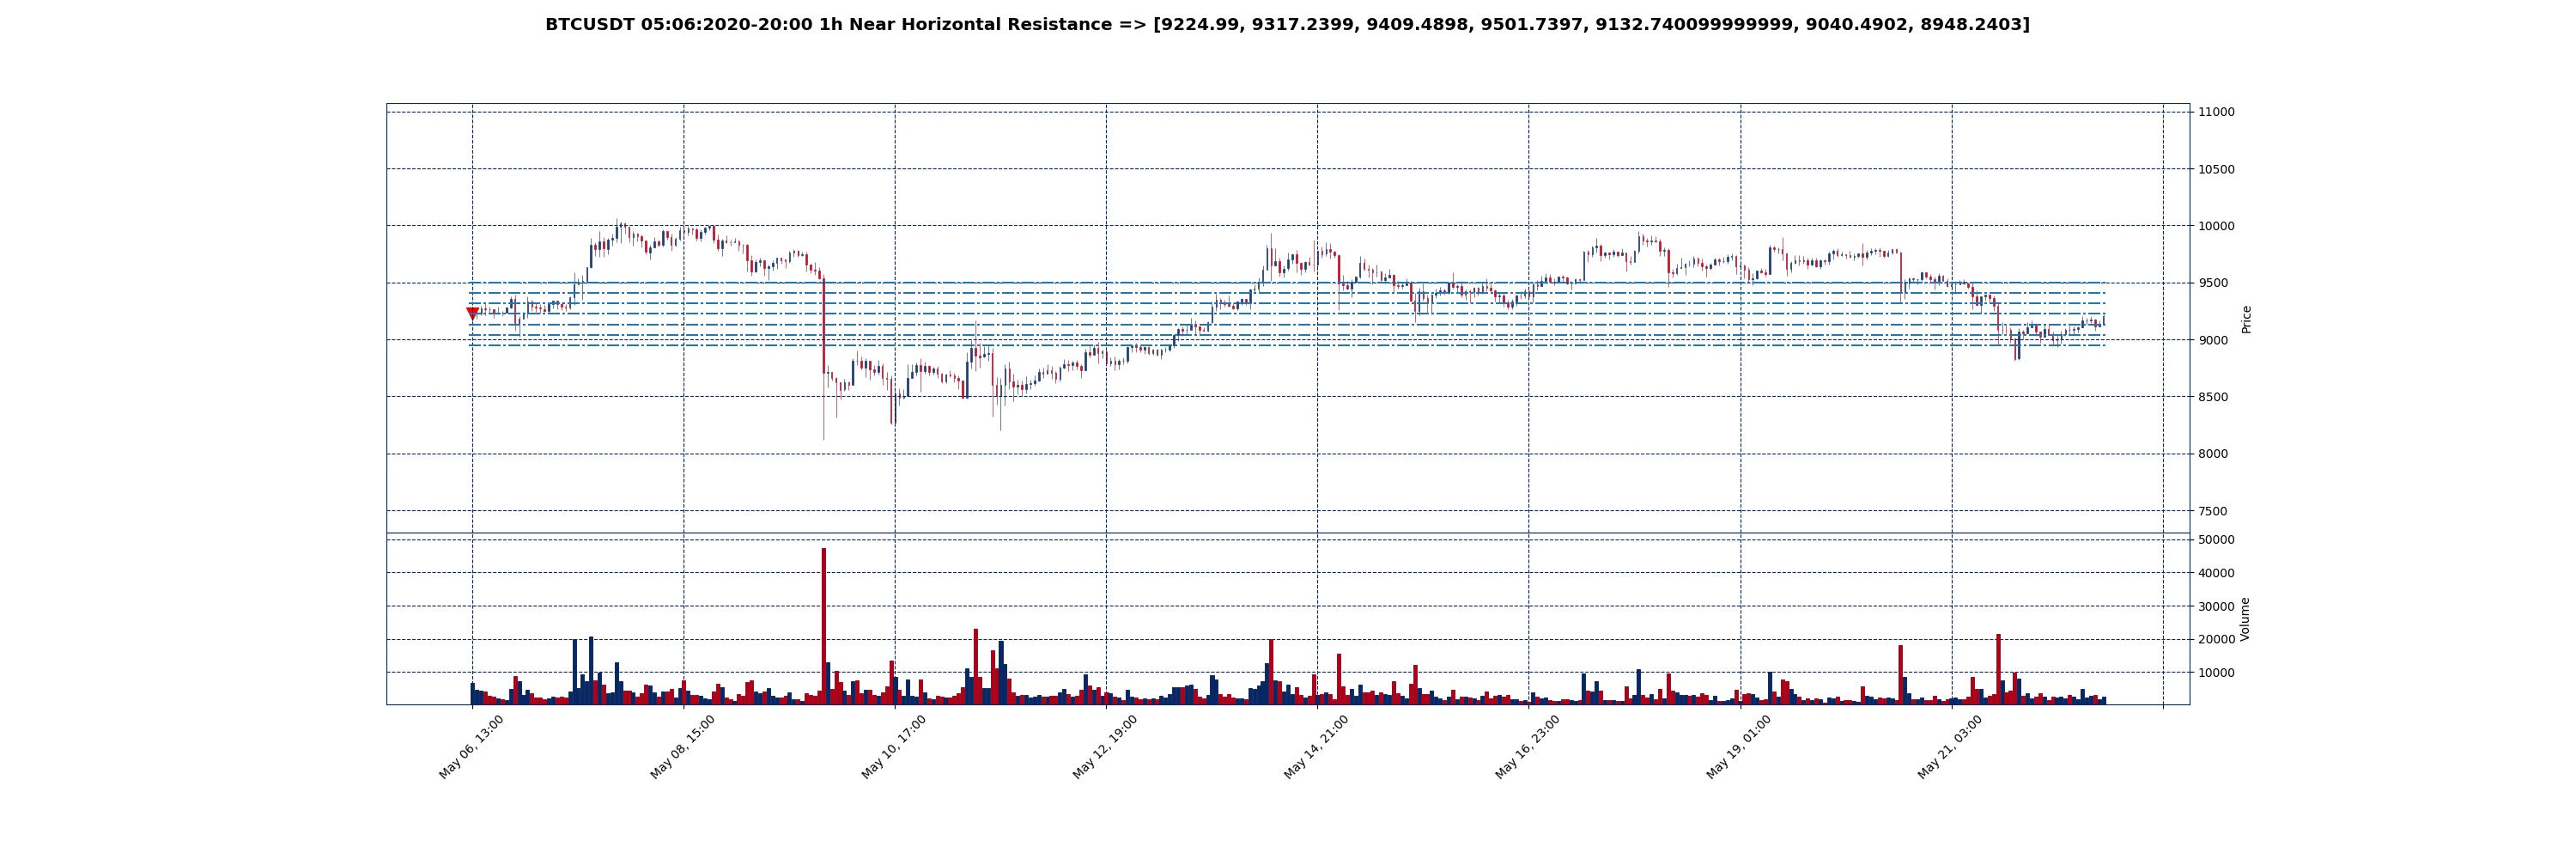 BTCUSDT 05:06:2020-20:00 1h Near Horizontal Resistance => [9224.99, 9317.2399, 9409.4898, 9501.7397, 9132.740099999999, 9040.4902, 8948.2403]
11000
10500
10000
9500
9000
8500
8000
7500
Price
50000
40000
30000
20000
10000
Volume
May 06, 13:00
May 08, 15:00
May 10, 17:00
May 12, 19:00
May 14, 21:00
May 16, 23:00
May 19, 01:00
May 21, 03:00